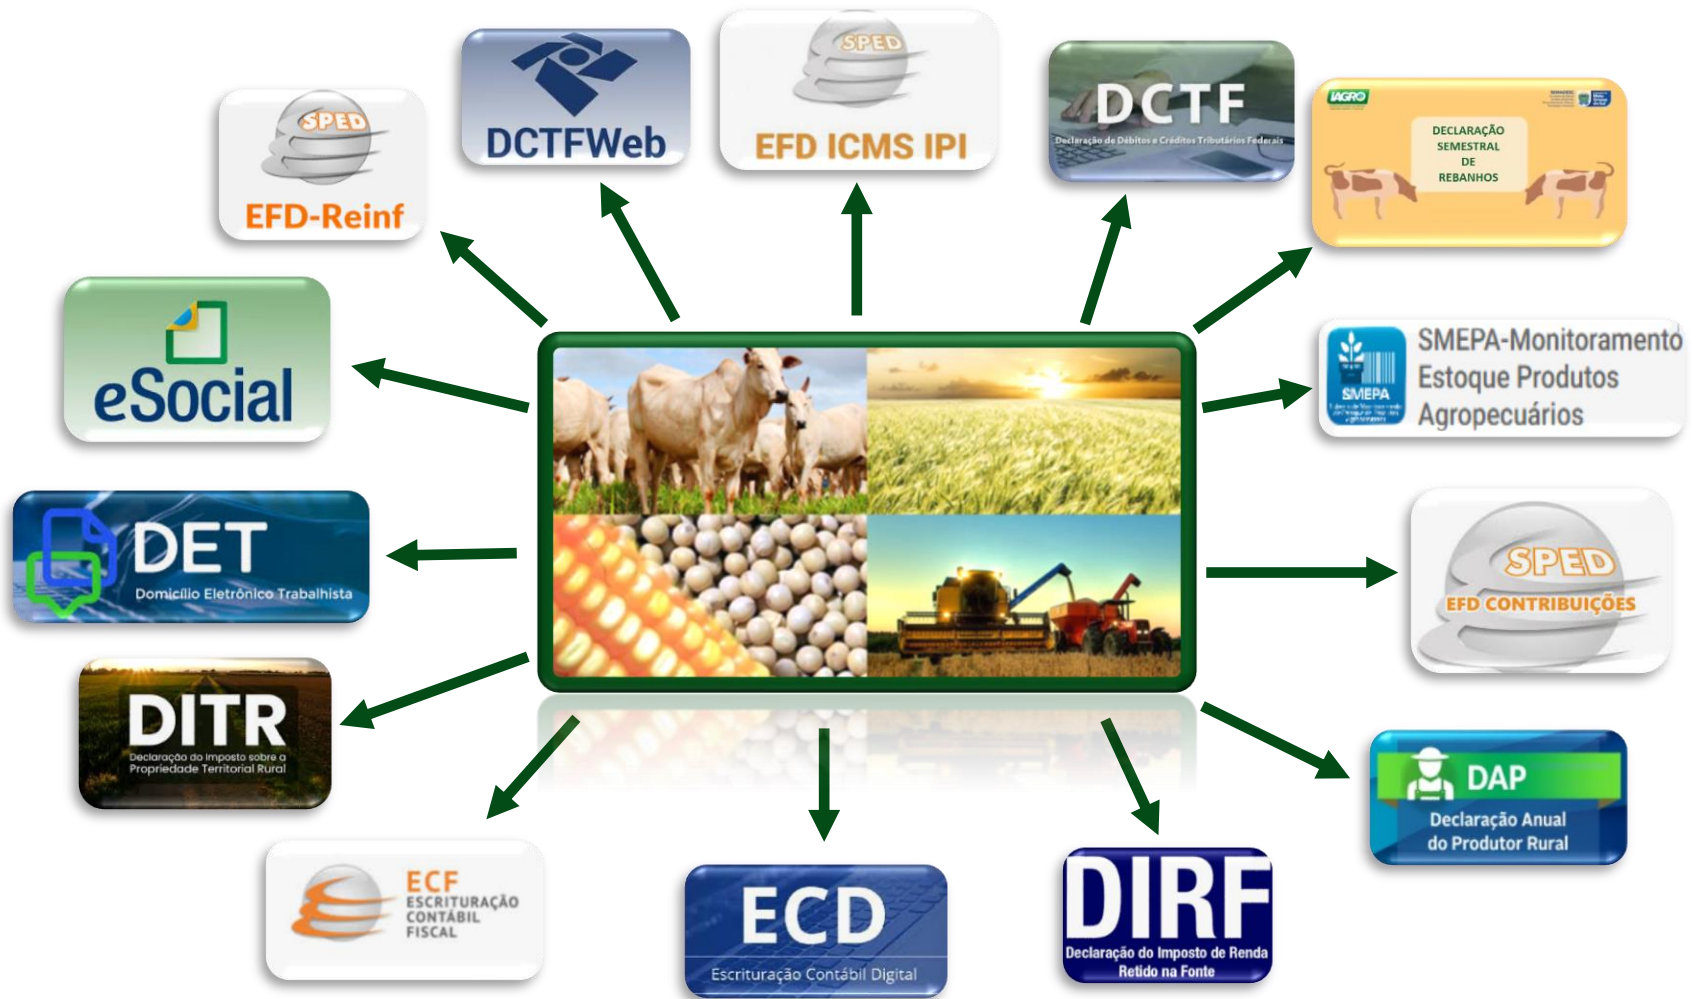 SPED
EFD-Reinf
DCTFWeb
SPED
EFD ICMS IPI
DCTF
Declaração de Débitos e Créditos Tributários Federais
IAGRO
DECLARAÇÃO
SEMESTRAL
DE
REBANHOS
eSocial
SMEPA
SMEPA-Monitoramento
Estoque Produtos
Agropecuários
DET
Domicílio Eletrônico Trabalhista
SPED
EFD CONTRIBUIÇÕES
DITR
Declaração do Imposto sobre a
Propriedade Territorial Rural
DAP
Declaração Anual
do Produtor Rural
ECF
ESCRITURAÇÃO
CONTÁBIL
FISCAL
ECD
Escrituração Contábil Digital
DIRF
Declaração do Imposto de Renda
Retido na Fonte